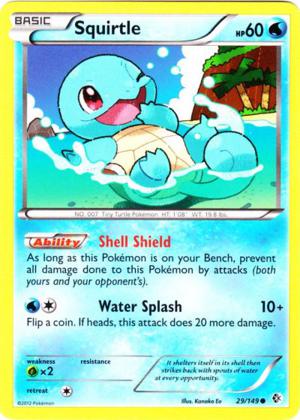 BASIC
Squirtle
HP60
NO. 007 Tiny Turtle Pokémon HT: 1'08" WT: 19.8 lbs.
Ability Shell Shield
As long as this Pokémon is on your Bench, prevent
all damage done to this Pokémon by attacks (both
yours and your opponent's).
Water Splash 10+
Flip a coin. If heads, this attack does 20 more damage.
weakness resistance
×2
retreat
It shelters itself in its shell then
strikes back with spouts of water
at every opportunity.
Illus. Kanako Eo
29/149
©2012 Pokémon